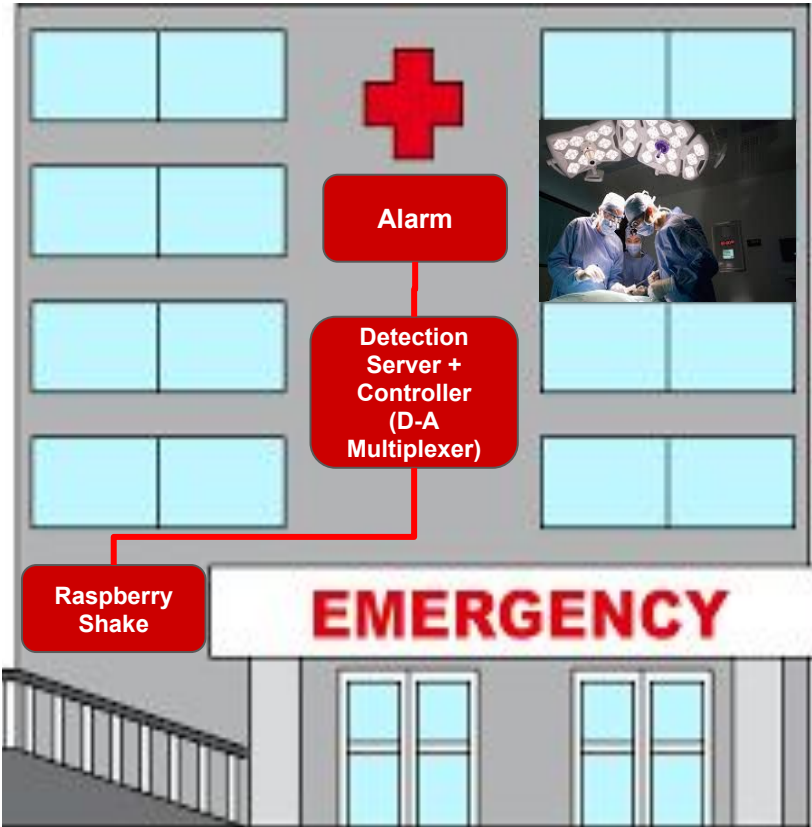 Alarm
Detection
Server +
Controller
(D-A
Multiplexer)
Raspberry
Shake
EMERGENCY